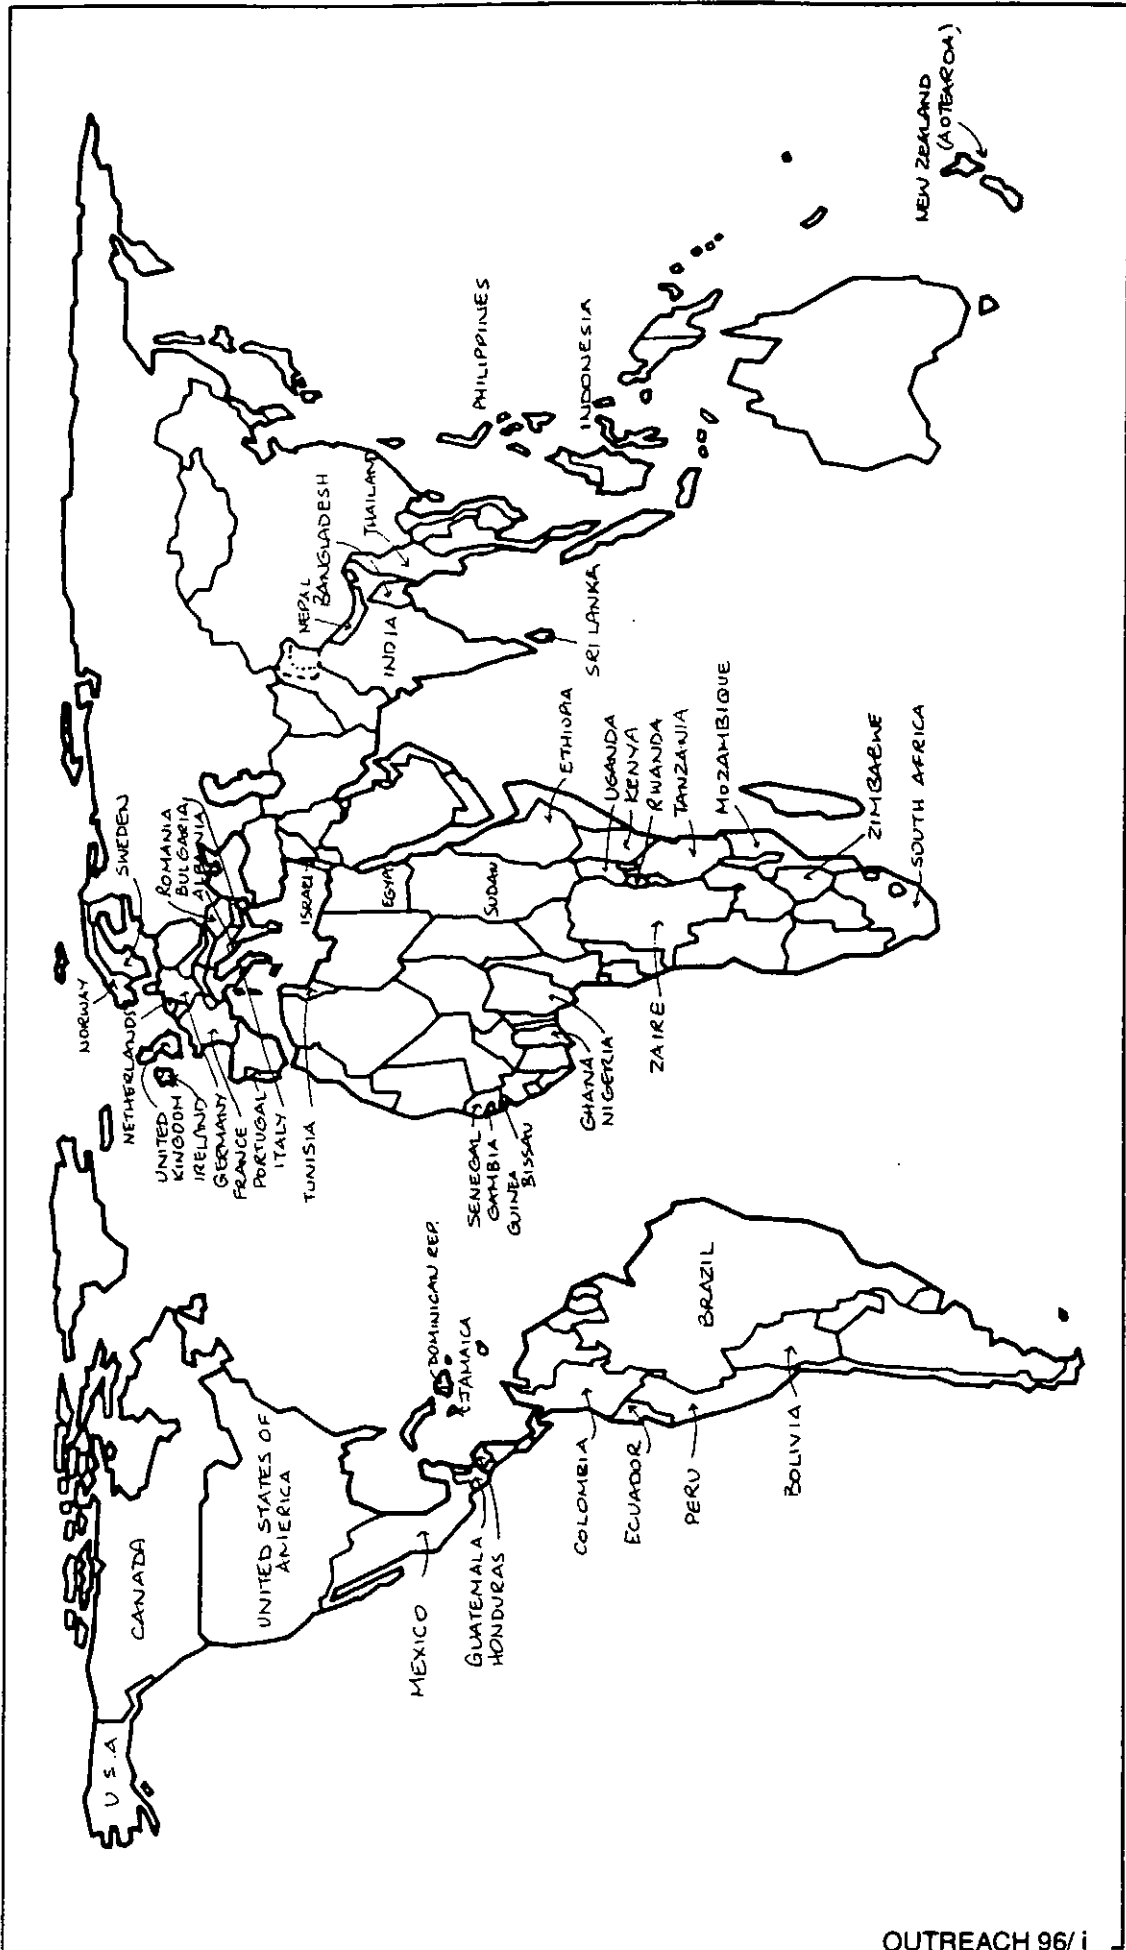 U S.A
CANADA
UNITED STATES OF
AMERICA
MEXICO
GUATEMALA
HONDURAS
DOMINICAN REP.
JAMAICA
COLOMBIA
ECUADOR
PERU
BOLIVIA
BRAZIL
NORWAY
SWEDEN
NETHERLANDS
UNITED
KINGDOM
IRELAND
GERMANY
FRANCE
PORTUGAL
ITALY
TUNISIA
ROMANIA
BULGARIA
ALBANIA
ISRAEL
EGYPT
SUDAN
SENEGAL
GAMBIA
GUINEA
BISSAU
GHANA
NIGERIA
ZAIRE
ETHIOPIA
UGANDA
KENYA
RWANDA
TANZANIA
MOZAMBIQUE
ZIMBABWE
SOUTH AFRICA
NEPAL
BANGLADESH
THAILAND
INDIA
SRI LANKA
PHILIPPINES
INDONESIA
NEW ZEALAND
(AOTEAROA)
OUTREACH 96/ i